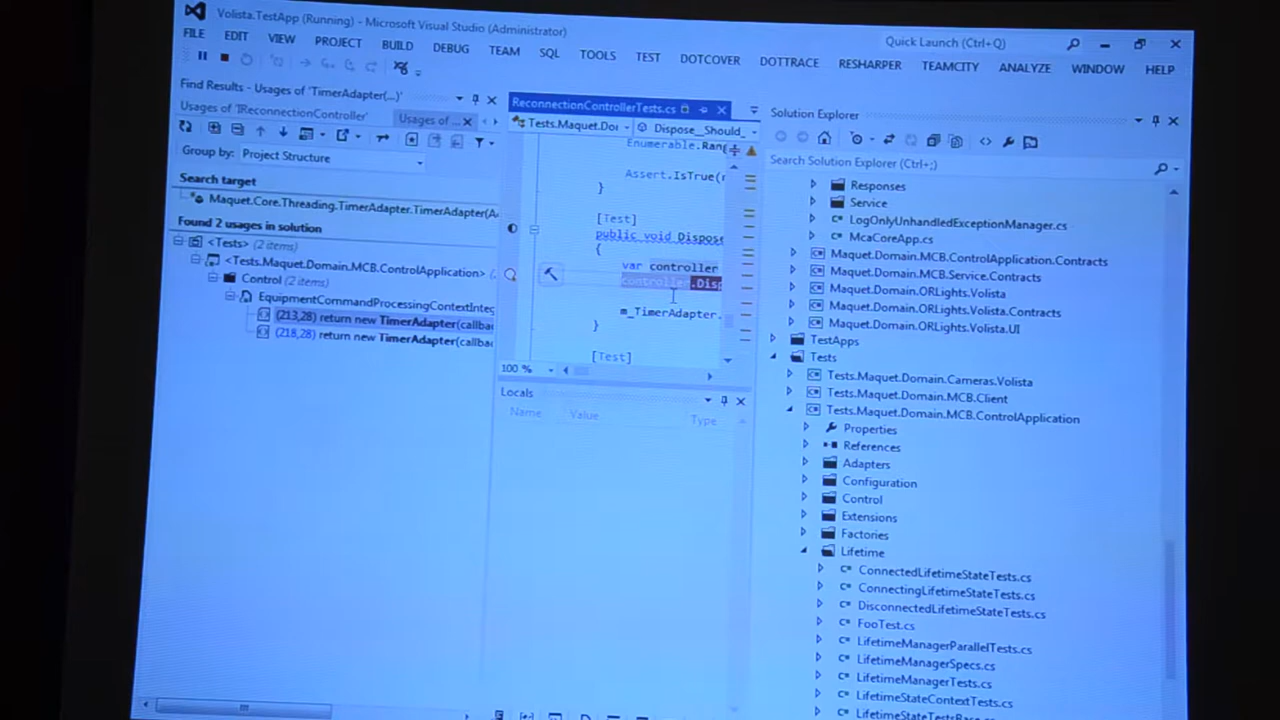 Volista.TestApp (Running) - Microsoft Visual Studio (Administrator)
Quick Launch (Ctrl+Q)
FILE EDIT VIEW PROJECT BUILD DEBUG TEAM SQL TOOLS TEST DOTCOVER DOTTRACE RESHARPER TEAMCITY ANALYZE WINDOW HELP
Find Results - Usages of 'TimerAdapter(...)'
Usages of 'IReconnectionController'
Usages of ...
Group by: Project Structure
Search target
Maquet.Core.Threading.TimerAdapter.TimerAdapter(A
Found 2 usages in solution
<Tests> (2 items)
<Tests.Maquet.Domain.MCB.ControlApplication>
Control (2 items)
EquipmentCommandProcessingContextInteg
(213,28) return new TimerAdapter(callba
(218,28) return new TimerAdapter(callba
ReconnectionControllerTests.cs
Tests.Maquet.Do
Dispose__Should_
Enumerable.Rang
Assert.IsTrue(r
}
[Test]
public void Dispose
{
var controller
controller.Disp
m_TimerAdapter.
}
[Test]
100 %
Locals
Name Value Type
Solution Explorer
Search Solution Explorer (Ctrl+;)
Responses
Service
LogOnlyUnhandledExceptionManager.cs
McaCoreApp.cs
Maquet.Domain.MCB.ControlApplication.Contracts
Maquet.Domain.MCB.Service.Contracts
Maquet.Domain.ORLights.Volista
Maquet.Domain.ORLights.Volista.Contracts
Maquet.Domain.ORLights.Volista.UI
TestApps
Tests
Tests.Maquet.Domain.Cameras.Volista
Tests.Maquet.Domain.MCB.Client
Tests.Maquet.Domain.MCB.ControlApplication
Properties
References
Adapters
Configuration
Control
Extensions
Factories
Lifetime
ConnectedLifetimeStateTests.cs
ConnectingLifetimeStateTests.cs
DisconnectedLifetimeStateTests.cs
FooTest.cs
LifetimeManagerParallelTests.cs
LifetimeManagerSpecs.cs
LifetimeManagerTests.cs
LifetimeStateContextTests.cs
LifetimeStateTestsBase.cs